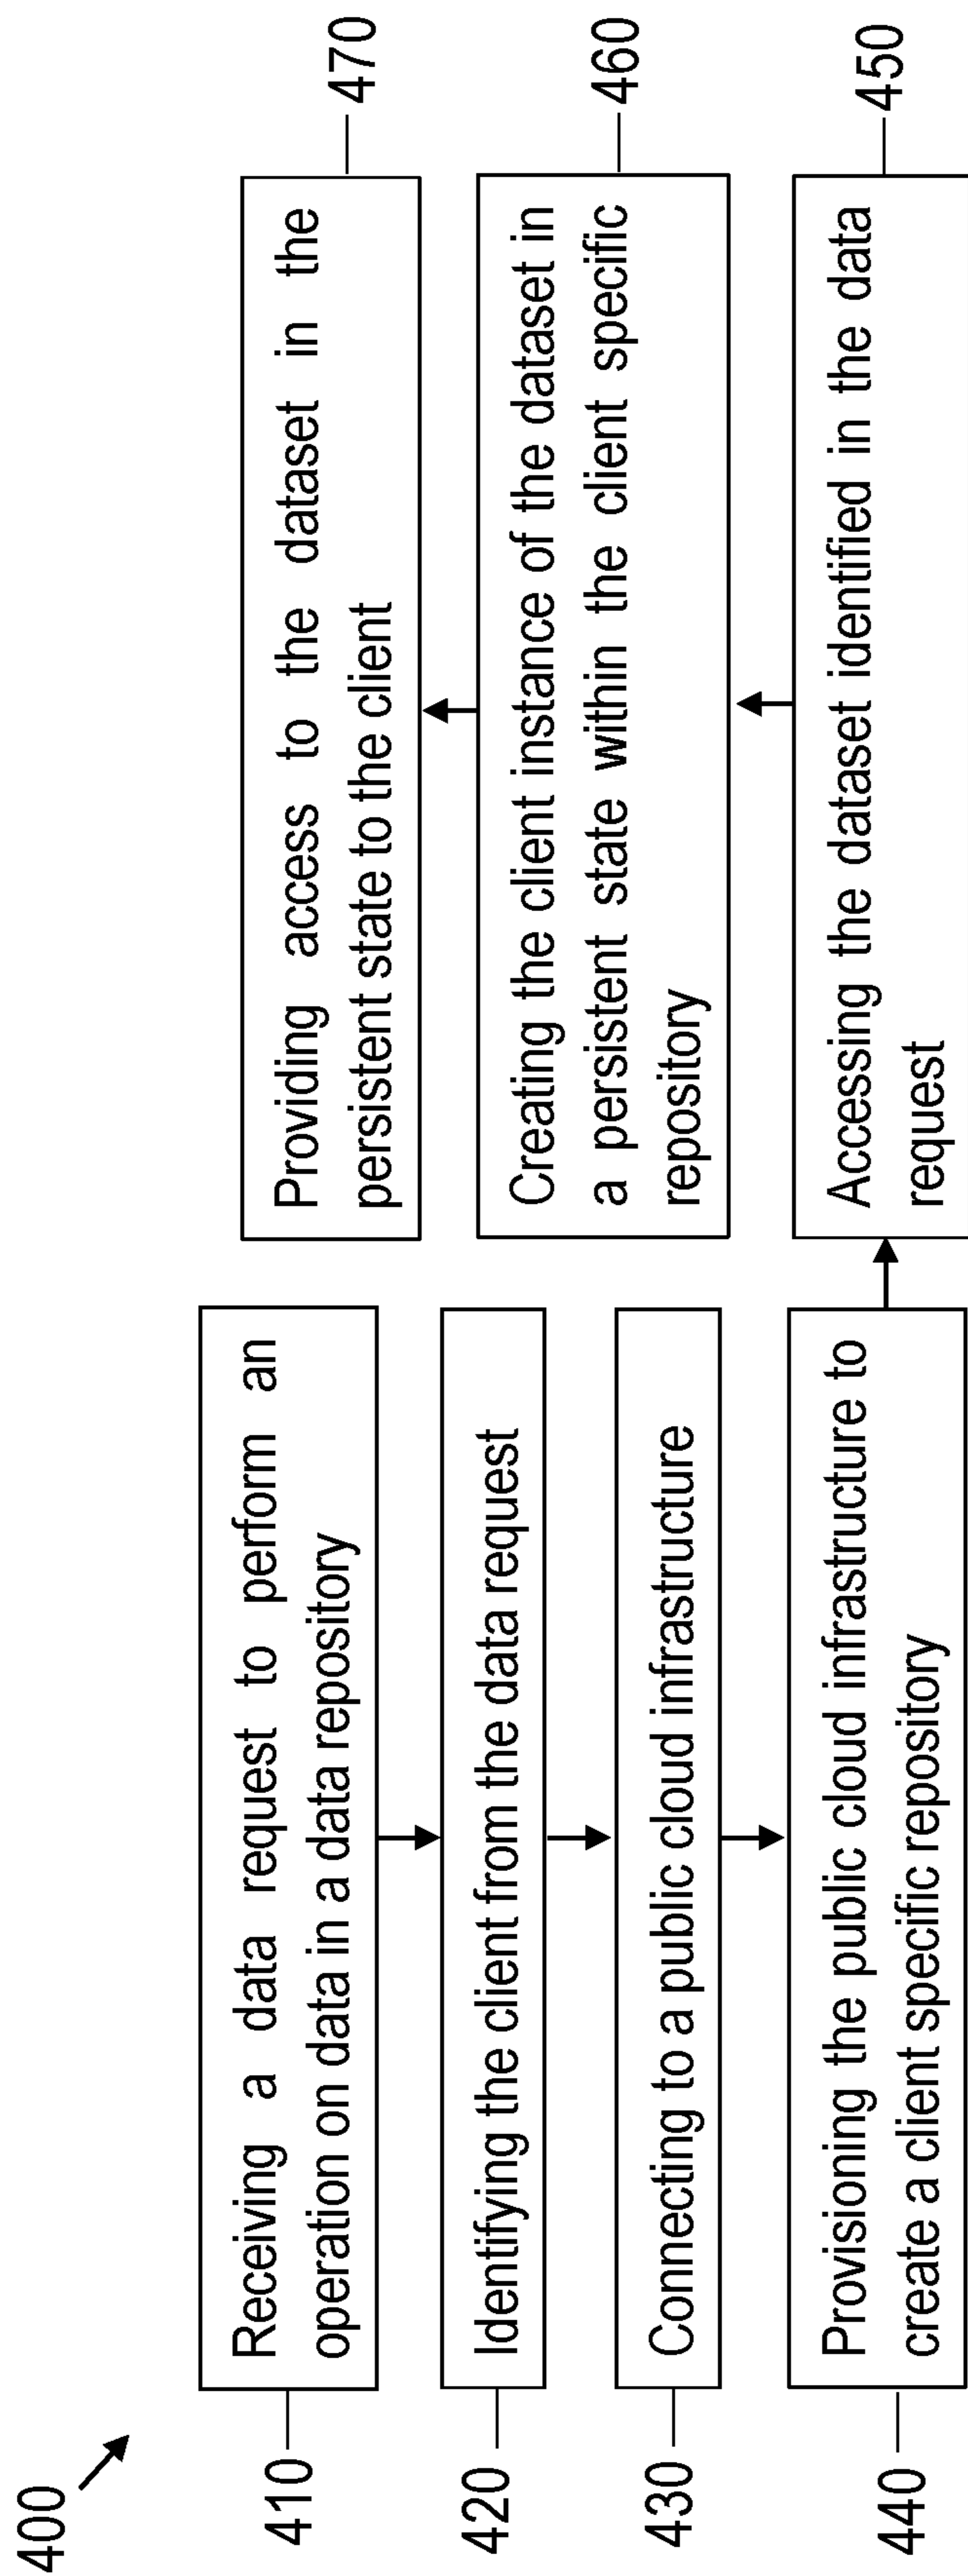 400
410
Receiving a data request to perform an
operation on data in a data repository
420
Identifying the client from the data request
430
Connecting to a public cloud infrastructure
440
Provisioning the public cloud infrastructure to
create a client specific repository
Accessing the dataset identified in the data
request
450
Creating the client instance of the dataset in
a persistent state within the client specific
repository
460
Providing access to the dataset in the
persistent state to the client
470